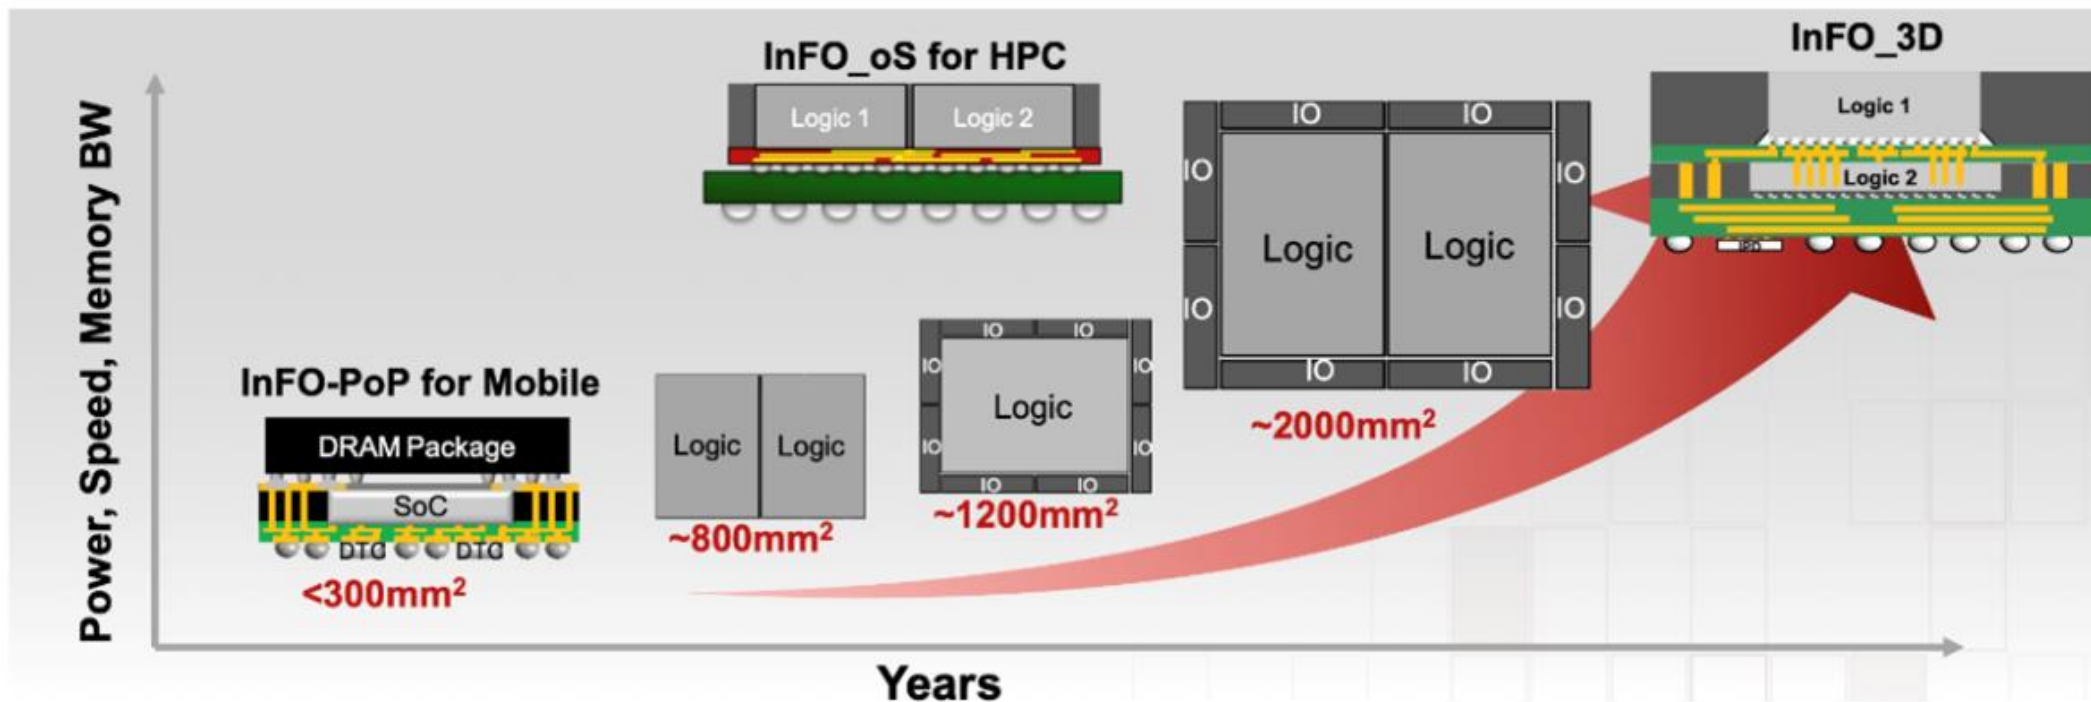 InFO_3D
InFO_oS for HPC
Logic 1
Logic 2
IO IO
IO IO
IO IO
IO IO
Logic Logic
Logic 1
Logic 2
IPD
~2000mm²
Power, Speed, Memory BW
InFO-PoP for Mobile
DRAM Package
SoC
DTC DTC
<300mm²
Logic Logic
~800mm²
IO IO
IO IO
IO IO
IO IO
Logic
~1200mm²
Years